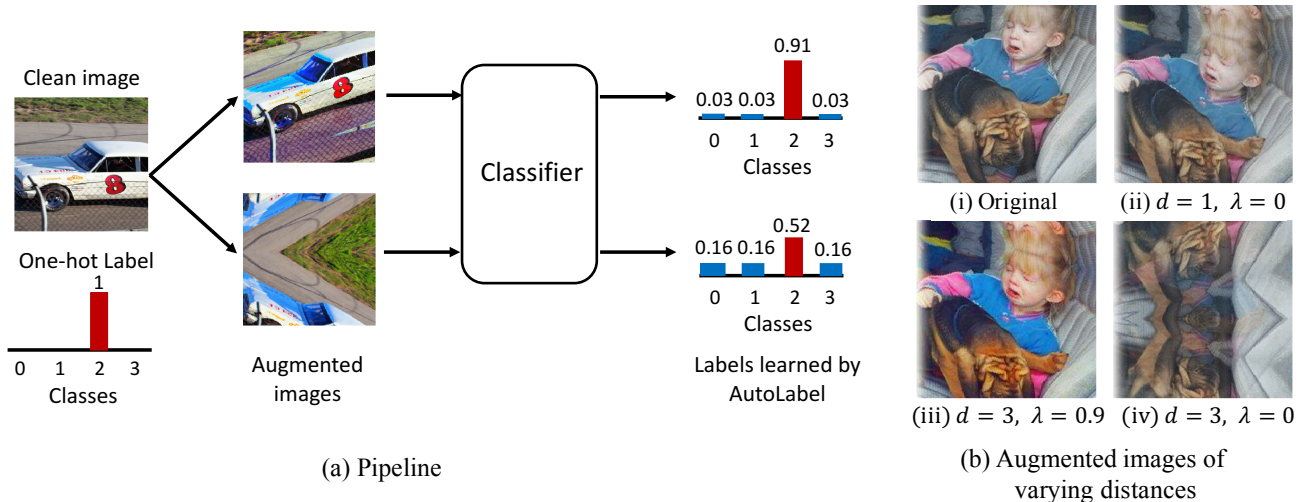 Clean image
8
One-hot Label
1
0 1 2 3
Classes
8
Augmented
images
Classifier
0.91
0.03 0.03 0.03
0 1 2 3
Classes
0.52
0.16 0.16 0.16
0 1 2 3
Classes
Labels learned by
AutoLabel
(a) Pipeline
(i) Original
(ii) d = 1, λ = 0
(iii) d = 3, λ = 0.9
(iv) d = 3, λ = 0
(b) Augmented images of
varying distances